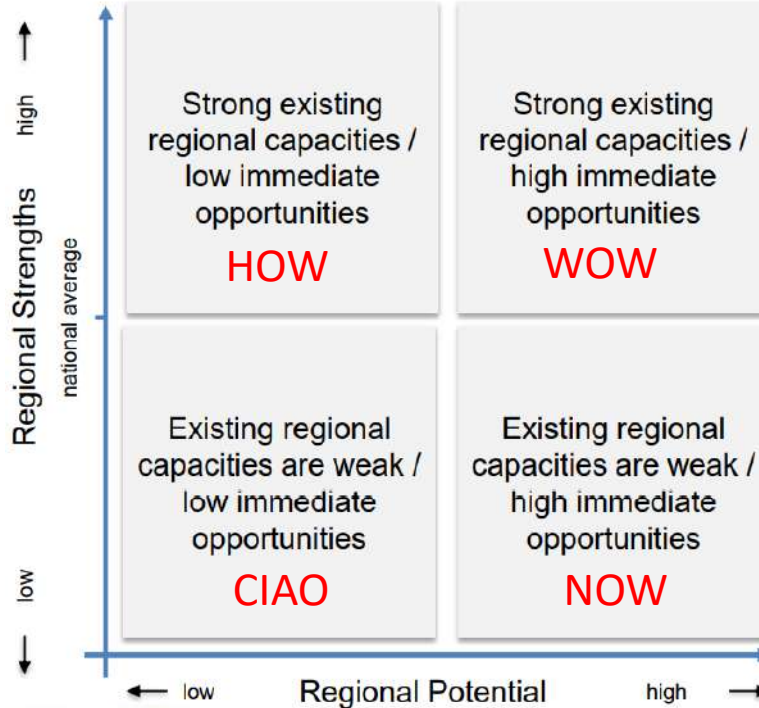 high
national average
Regional Strengths
low
Strong existing
regional capacities /
low immediate
opportunities
HOW
Strong existing
regional capacities /
high immediate
opportunities
WOW
Existing regional
capacities are weak /
low immediate
opportunities
CIAO
Existing regional
capacities are weak /
high immediate
opportunities
NOW
low
Regional Potential
high